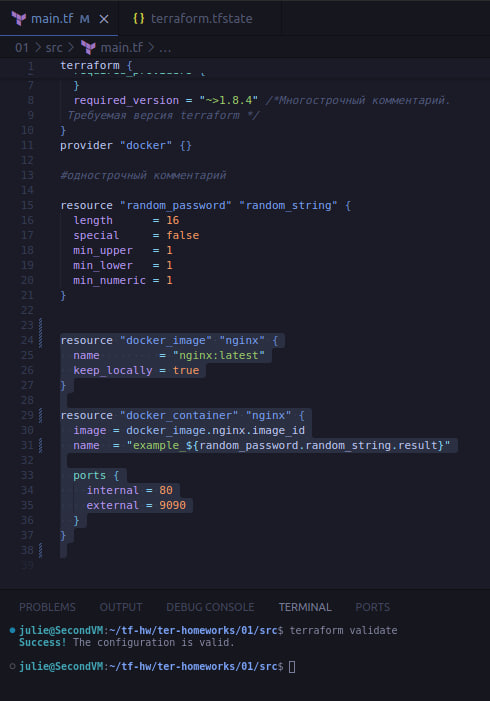 main.tf M ×
{} terraform.tfstate
01 > src > main.tf > ...
1 terraform {
required_providers {
7 }
8 required_version = "~>1.8.4" /*Многострочный комментарий.
9 Требуемая версия terraform */
10 }
11 provider "docker" {}
12
13 #однострочный комментарий
14
15 resource "random_password" "random_string" {
16 length = 16
17 special = false
18 min_upper = 1
19 min_lower = 1
20 min_numeric = 1
21 }
22
23
24 resource "docker_image" "nginx" {
25 name = "nginx:latest"
26 keep_locally = true
27 }
28
29 resource "docker_container" "nginx" {
30 image = docker_image.nginx.image_id
31 name = "example_${random_password.random_string.result}"
32
33 ports {
34 internal = 80
35 external = 9090
36 }
37 }
38
39
PROBLEMS OUTPUT DEBUG CONSOLE TERMINAL PORTS
julie@SecondVM:~/tf-hw/ter-homeworks/01/src$ terraform validate
Success! The configuration is valid.
julie@SecondVM:~/tf-hw/ter-homeworks/01/src$